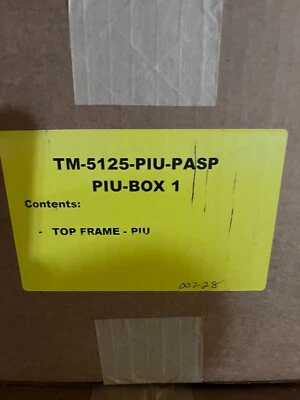 TM-5125-PIU-PASP
PIU-BOX 1
Contents:
- TOP FRAME - PIU